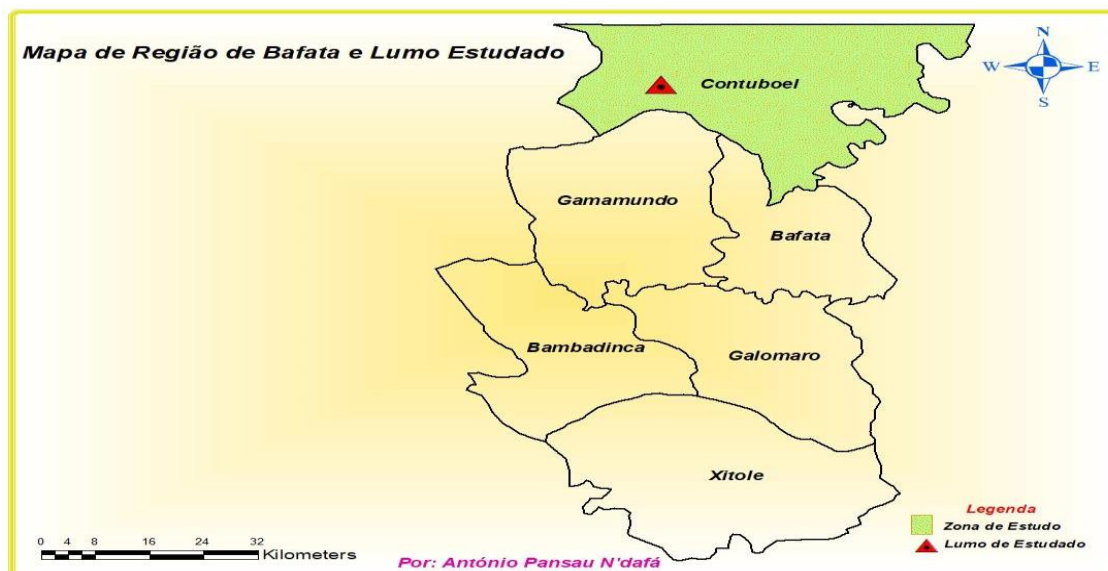 Mapa de Região de Bafata e Lumo Estudado
N
W E
S
Contuboel
Gamamundo
Bafata
Bambadinca
Galomaro
Xitole
Legenda
Zona de Estudo
Lumo de Estudado
0 4 8 16 24 32
Kilometers
Por: António Pansau N'dafá